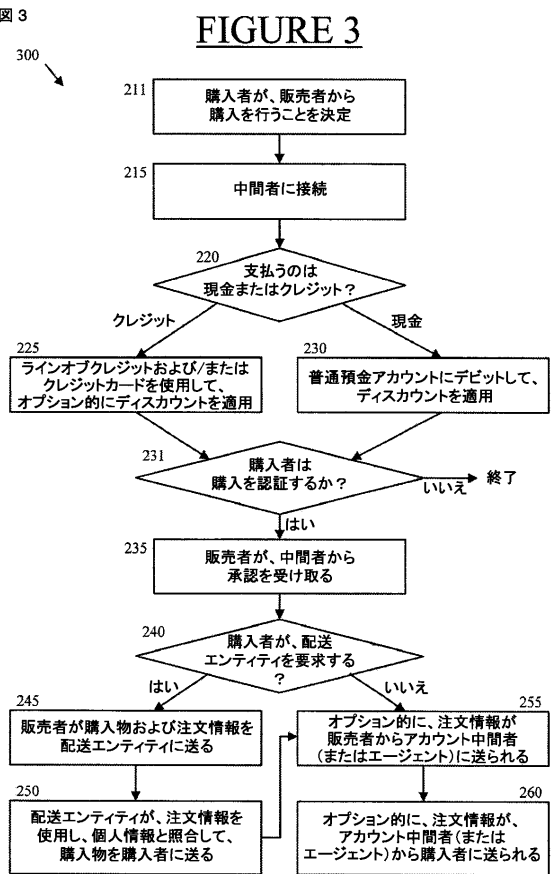 図 3
FIGURE 3
300
211
購入者が、販売者から
購入を行うことを決定
215
中間者に接続
220
支払うのは
現金またはクレジット？
クレジット
現金
225
ラインオブクレジットおよび/または
クレジットカードを使用して、
オプション的にディスカウントを適用
230
普通預金アカウントにデビットして、
ディスカウントを適用
231
購入者は
購入を認証するか？
いいえ
終了
はい
235
販売者が、中間者から
承認を受け取る
240
購入者が、配送
エンティティを要求する
？
はい
いいえ
245
販売者が購入物および注文情報を
配送エンティティに送る
255
オプション的に、注文情報が
販売者からアカウント中間者
(またはエージェント)に送られる
250
配送エンティティが、注文情報を
使用し、個人情報と照合して、
購入物を購入者に送る
260
オプション的に、注文情報が、
アカウント中間者(または
エージェント)から購入者に送られる